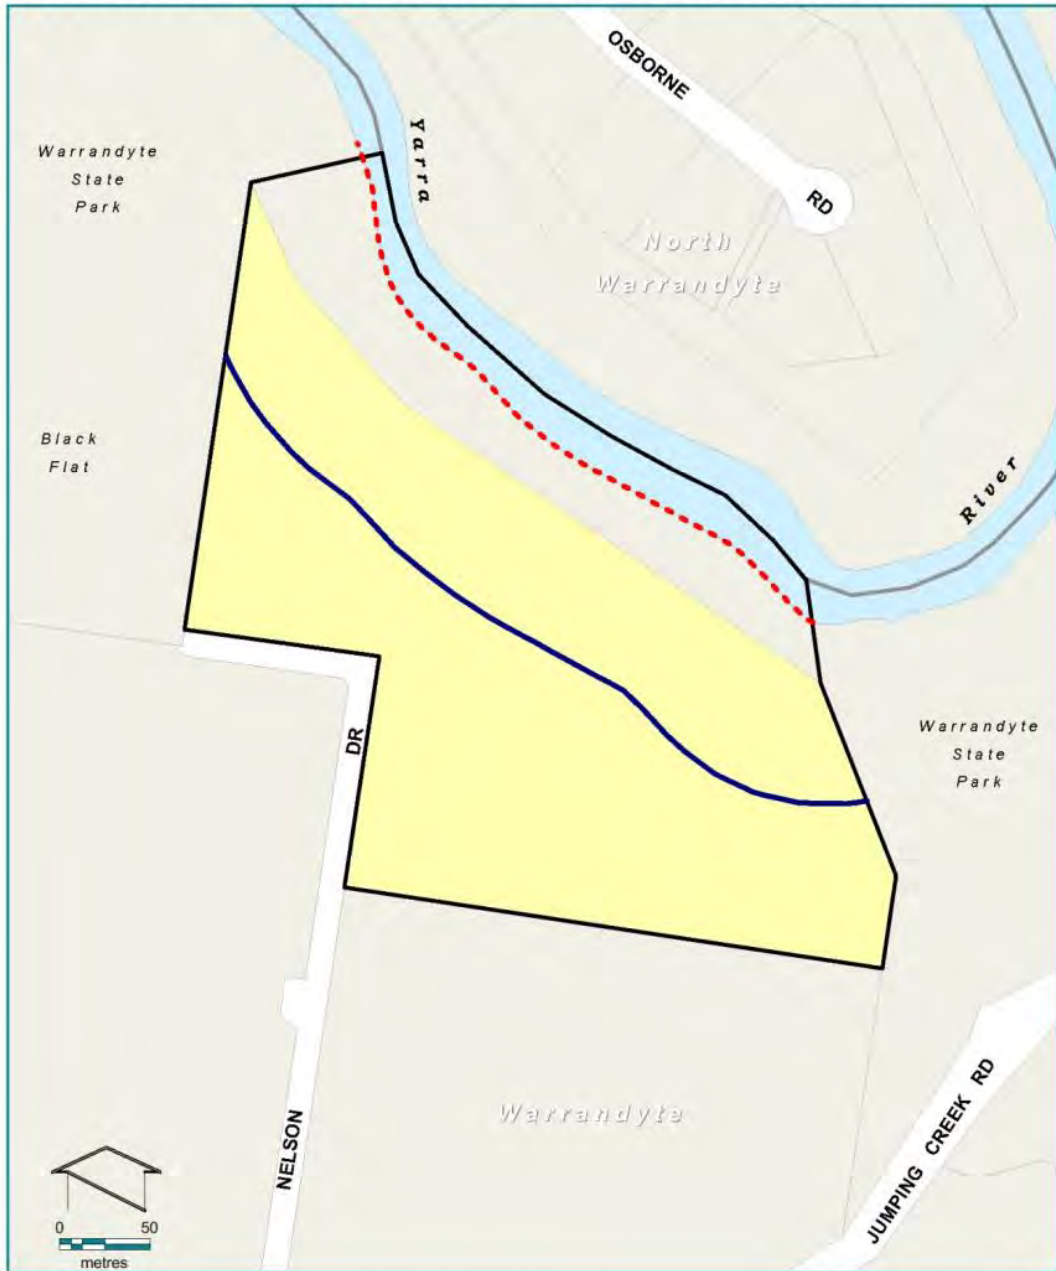 OSBORNE
RD
Yarra
Warrandyte
State
Park
North
Warrandyte
Black
Flat
River
DR
Warrandyte
State
Park
NELSON
Warrandyte
JUMPING CREEK RD
0 50
metres